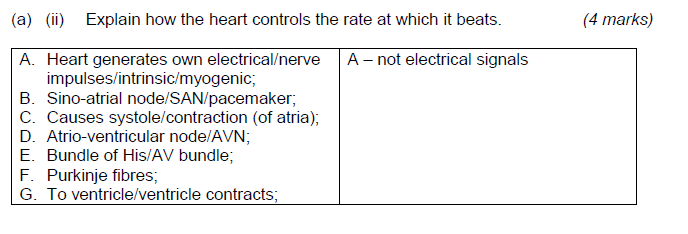 (a) (ii) Explain how the heart controls the rate at which it beats. (4 marks)
A. Heart generates own electrical/nerve
impulses/intrinsic/myogenic;
B. Sino-atrial node/SAN/pacemaker;
C. Causes systole/contraction (of atria);
D. Atrio-ventricular node/AVN;
E. Bundle of His/AV bundle;
F. Purkinje fibres;
G. To ventricle/ventricle contracts;
A – not electrical signals